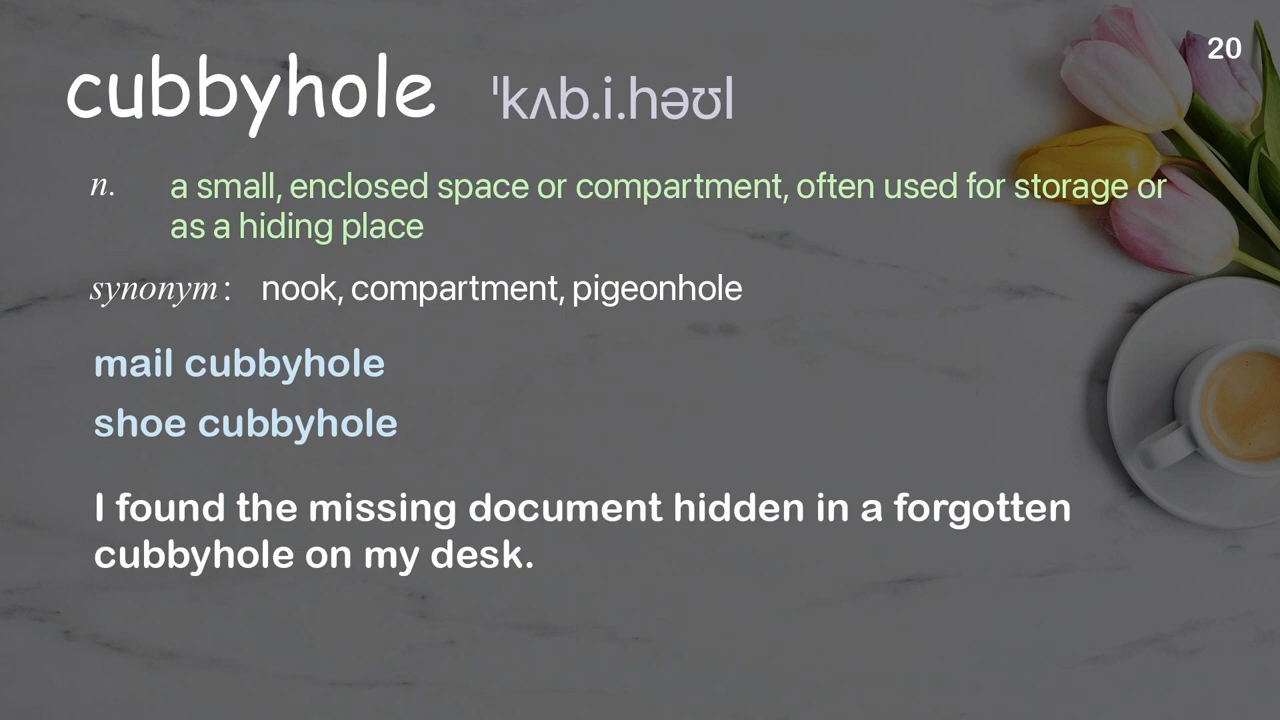 20
cubbyhole ˈkʌb.i.həʊl
n. a small, enclosed space or compartment, often used for storage or
as a hiding place
synonym: nook, compartment, pigeonhole
mail cubbyhole
shoe cubbyhole
I found the missing document hidden in a forgotten
cubbyhole on my desk.